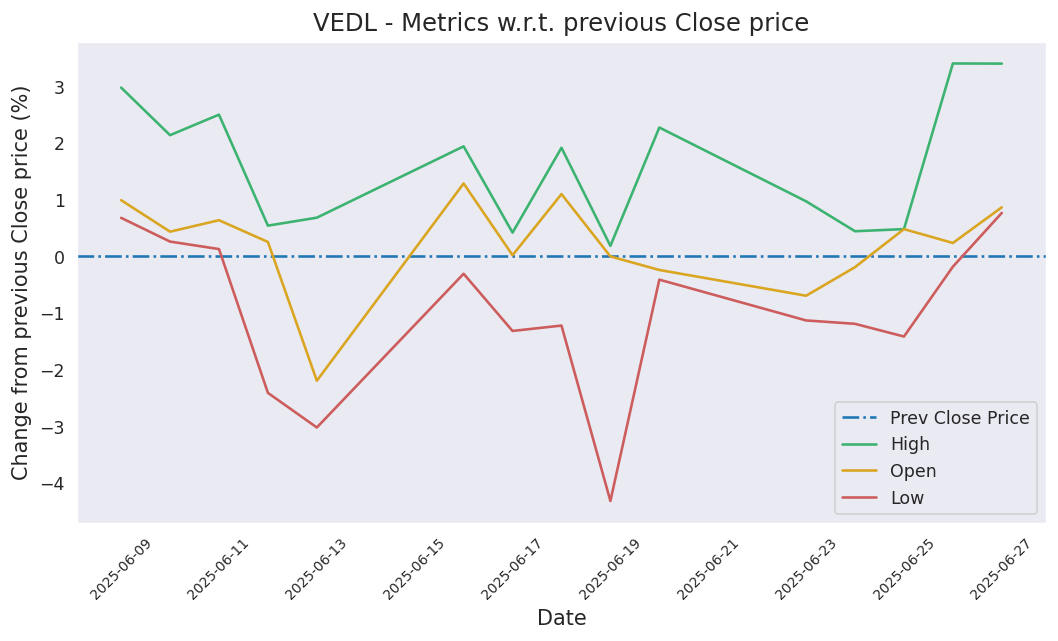 VEDL - Metrics w.r.t. previous Close price
Change from previous Close price (%)
3
2
1
0
−1
−2
−3
−4
Prev Close Price
High
Open
Low
2025-06-09
2025-06-11
2025-06-13
2025-06-15
2025-06-17
2025-06-19
2025-06-21
2025-06-23
2025-06-25
2025-06-27
Date